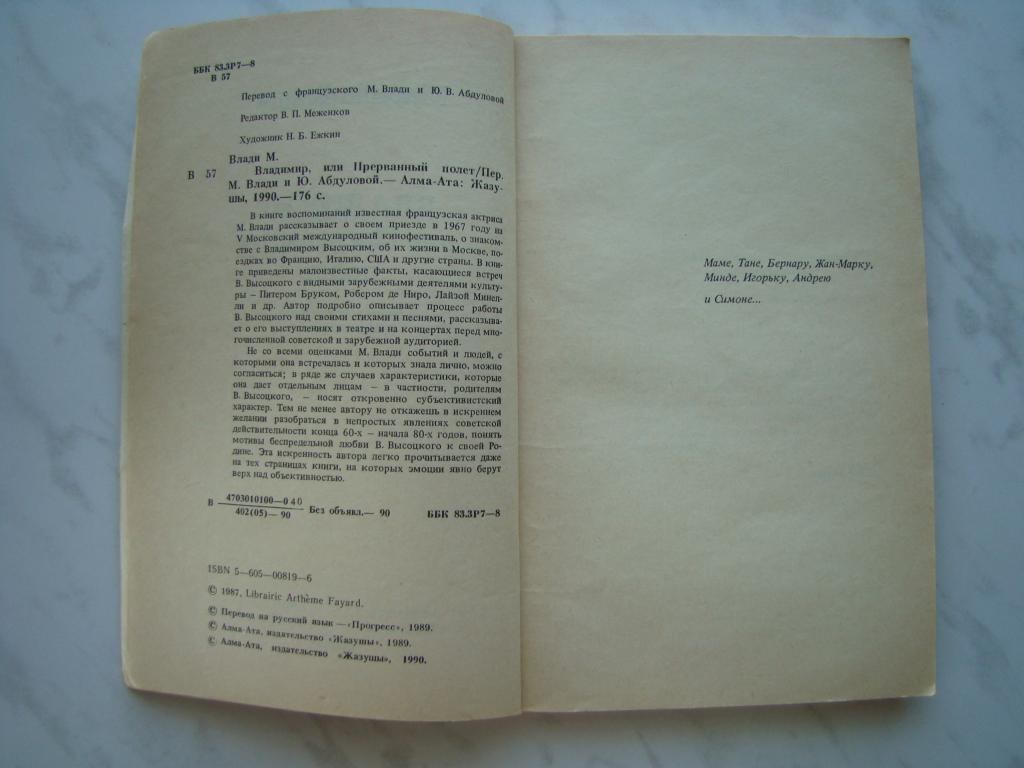 ББК 83.3Р7—8
В 57
Перевод с французского М. Влади и Ю. В. Абдуловой
Редактор В. П. Меженков
Художник Н. Б. Ежкин
Влади М.
В 57 Владимир, или Прерванный полет/Пер.
М. Влади и Ю. Абдуловой.— Алма-Ата: Жазу-
шы, 1990.—176 с.
В книге воспоминаний известная французская актриса
М. Влади рассказывает о своем приезде в 1967 году на
V Московский международный кинофестиваль, о знаком-
стве с Владимиром Высоцким, об их жизни в Москве, по-
ездках во Францию, Италию, США и другие страны. В кни-
ге приведены малоизвестные факты, касающиеся встреч
В. Высоцкого с видными зарубежными деятелями культу-
ры – Питером Бруком, Робером де Ниро, Лайзой Минел-
ли и др. Автор подробно описывает процесс работы
В. Высоцкого над своими стихами и песнями, рассказыва-
ет о его выступлениях в театре и на концертах перед мно-
гочисленной советской и зарубежной аудиторией.
Не со всеми оценками М. Влади событий и людей, с
которыми она встречалась и которых знала лично, можно
согласиться; в ряде же случаев характеристики, которые
она дает отдельным лицам – в частности, родителям
В. Высоцкого, – носят откровенно субъективистский
характер. Тем не менее автору не откажешь в искреннем
желании разобраться в непростых явлениях советской
действительности конца 60-х – начала 80-х годов, понять
мотивы беспредельной любви В. Высоцкого к своей Ро-
дине. Эта искренность автора легко прочитывается даже
на тех страницах книги, на которых эмоции явно берут
верх над объективностью.
В 4703010100—040
402(05)—90 Без объявл.— 90 ББК 83.3Р7—8
ISBN 5—605—00819—6
© 1987, Librairic Arthème Fayard.
© Перевод на русский язык —«Прогресс», 1989.
© Алма-Ата, издательство «Жазушы», 1989.
© Алма-Ата, издательство «Жазушы», 1990.
Маме, Тане, Бернару, Жан-Марку,
Минде, Игорьку, Андрею
и Симоне...